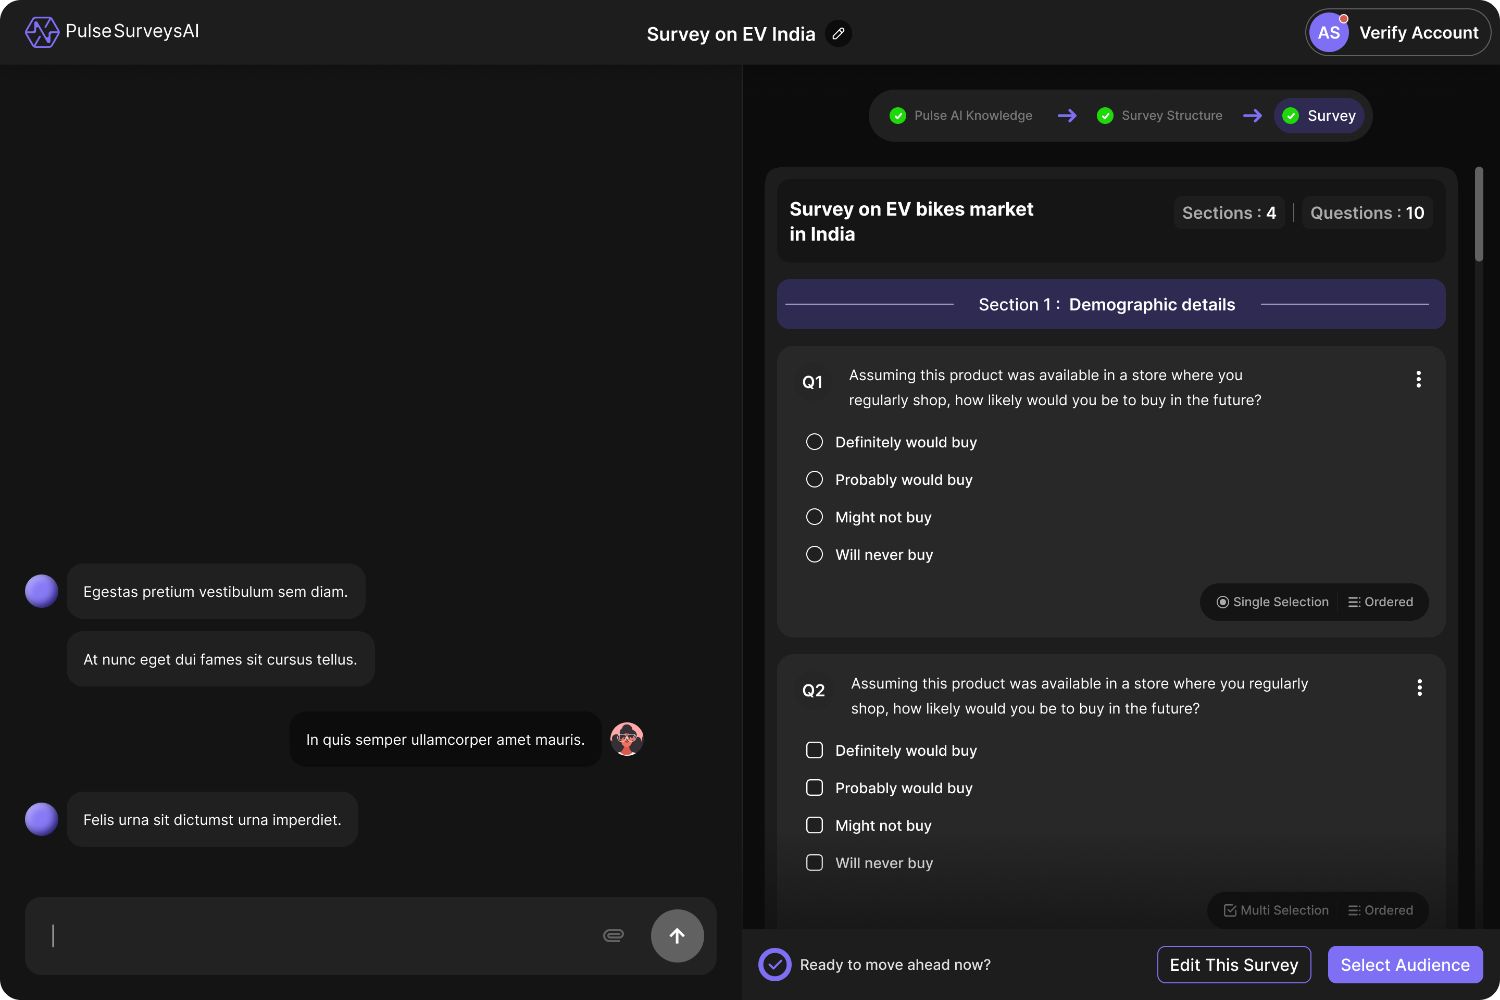 PulseSurveysAI
Survey on EV India
AS
Verify Account
Pulse AI Knowledge
Survey Structure
Survey
Survey on EV bikes market
in India
Sections : 4
Questions : 10
Section 1 : Demographic details
Q1
Assuming this product was available in a store where you
regularly shop, how likely would you be to buy in the future?
Definitely would buy
Probably would buy
Might not buy
Will never buy
Single Selection
Ordered
Q2
Assuming this product was available in a store where you regularly
shop, how likely would you be to buy in the future?
Definitely would buy
Probably would buy
Might not buy
Will never buy
Multi Selection
Ordered
Egestas pretium vestibulum sem diam.
At nunc eget dui fames sit cursus tellus.
In quis semper ullamcorper amet mauris.
Felis urna sit dictumst urna imperdiet.
Ready to move ahead now?
Edit This Survey
Select Audience